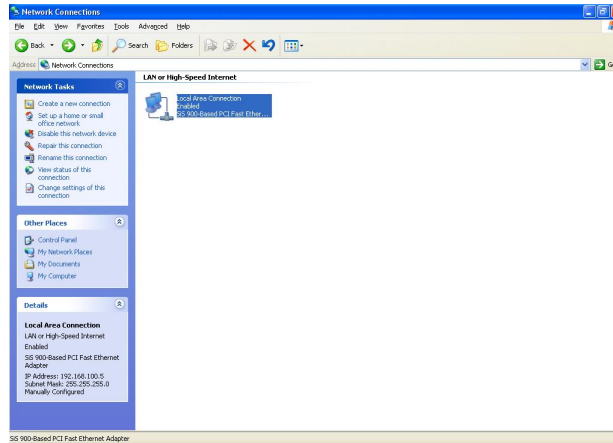 Network Connections
File Edit View Favorites Tools Advanced Help
Back Search Folders
Address Network Connections
LAN or High-Speed Internet
Local Area Connection
Enabled
SiS 900-Based PCI Fast Ether...
Network Tasks
Create a new connection
Set up a home or small
office network
Disable this network device
Repair this connection
Rename this connection
View status of this
connection
Change settings of this
connection
Other Places
Control Panel
My Network Places
My Documents
My Computer
Details
Local Area Connection
LAN or High-Speed Internet
Enabled
SiS 900-Based PCI Fast Ethernet
Adapter
IP Address: 192.168.100.5
Subnet Mask: 255.255.255.0
Manually Configured
SiS 900-Based PCI Fast Ethernet Adapter